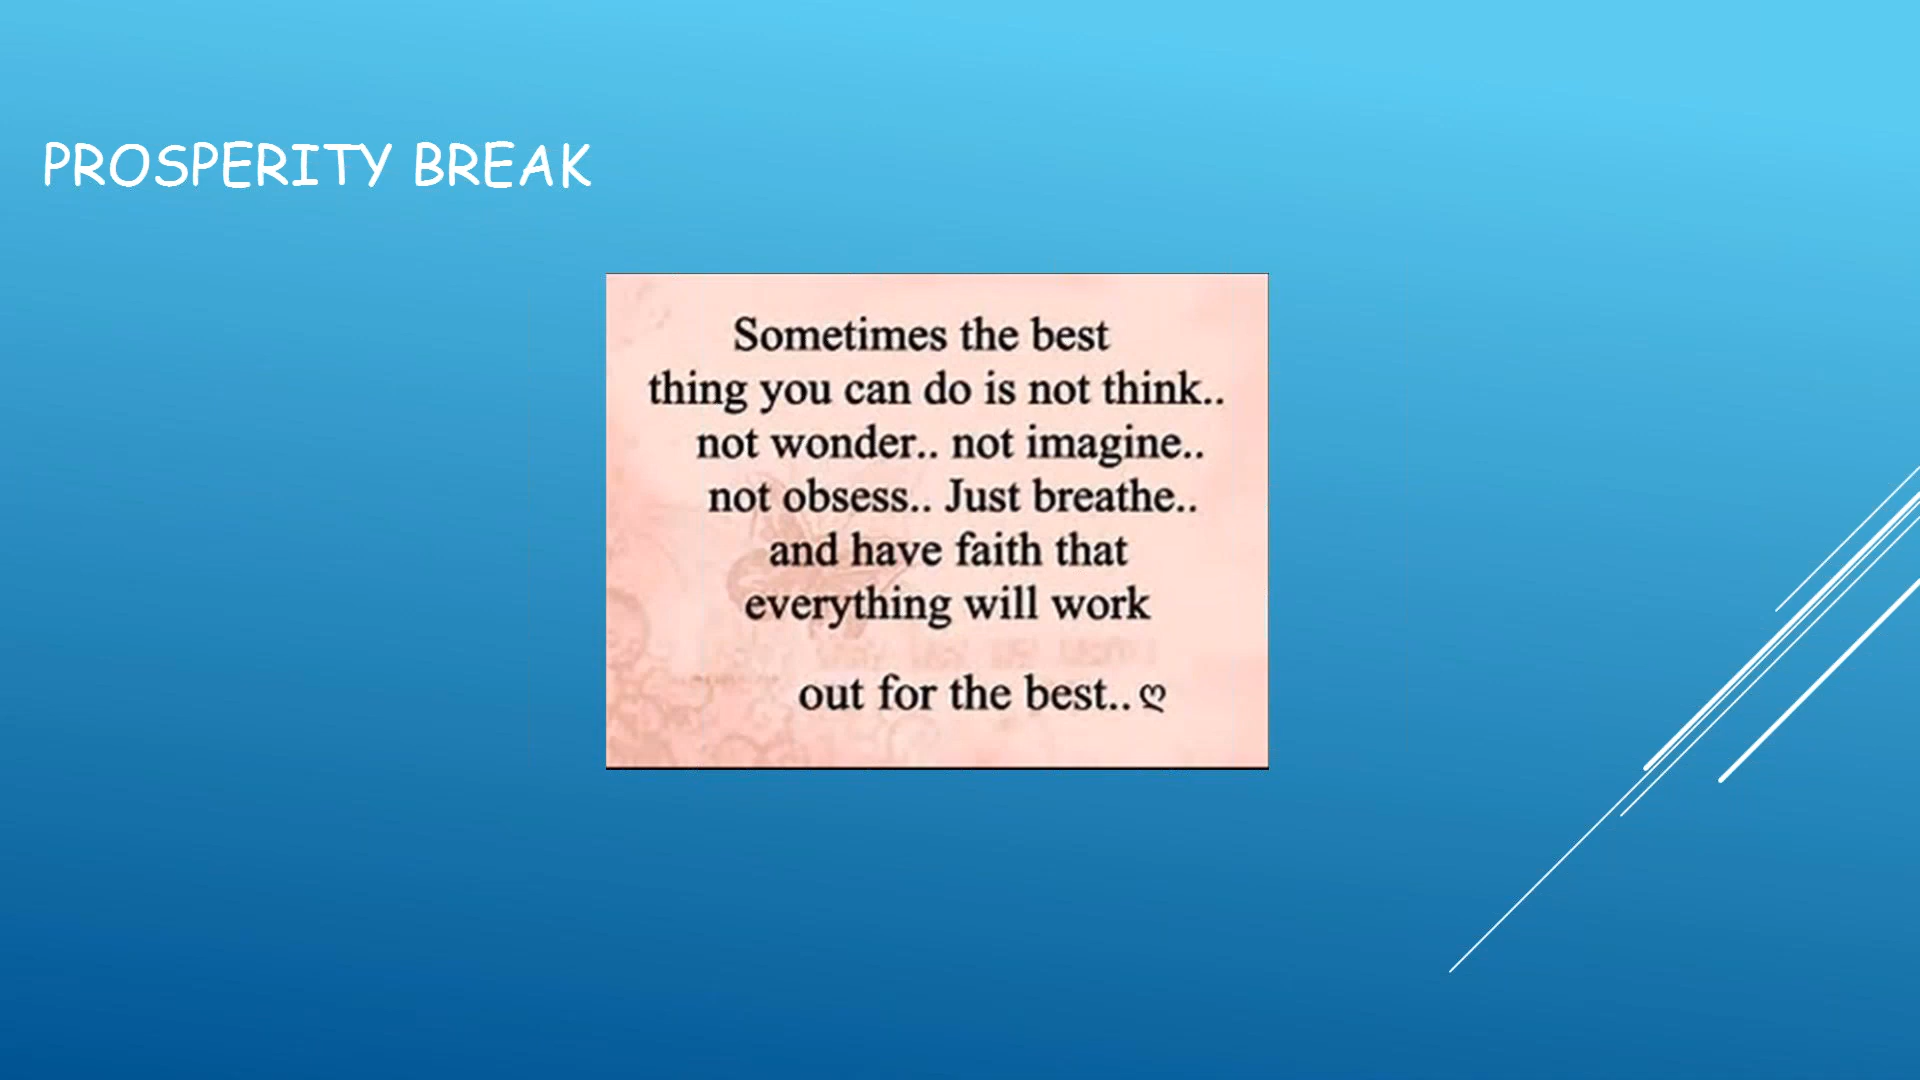 PROSPERITY BREAK
Sometimes the best
thing you can do is not think..
not wonder.. not imagine..
not obsess.. Just breathe..
and have faith that
everything will work
out for the best.. ღ